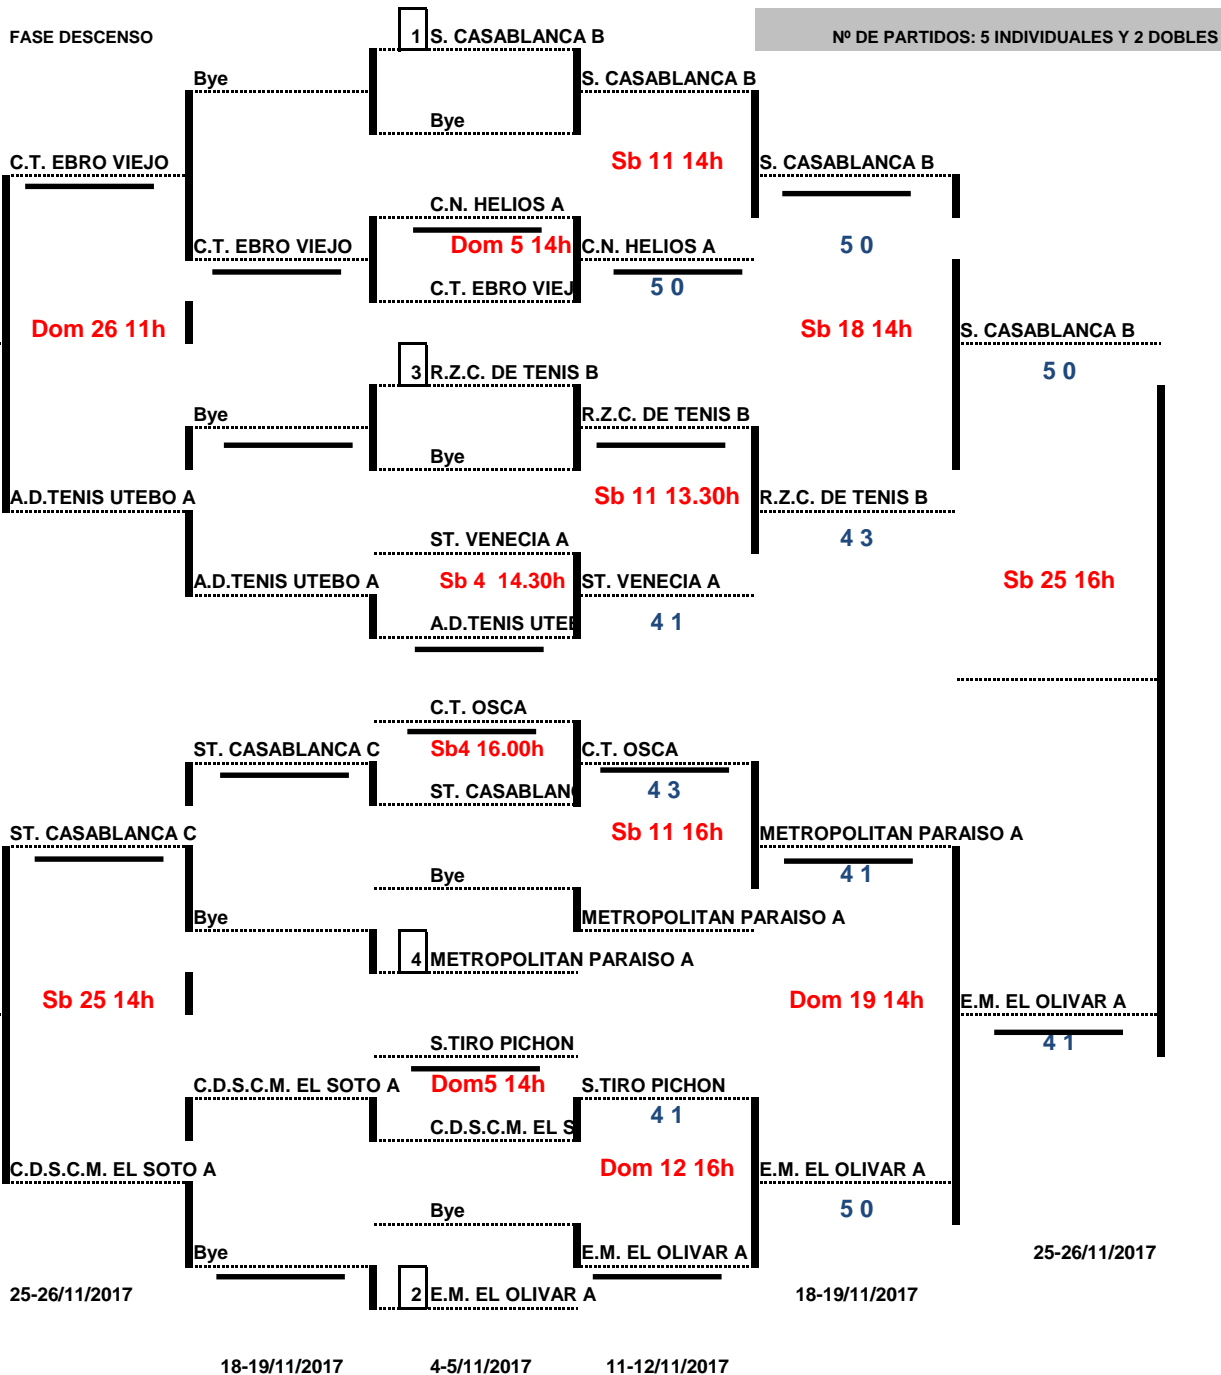 1 S. CASABLANCA B
FASE DESCENSO
Nº DE PARTIDOS: 5 INDIVIDUALES Y 2 DOBLES
Bye
S. CASABLANCA B
Bye
C.T. EBRO VIEJO
Sb 11 14h
S. CASABLANCA B
C.N. HELIOS A
C.T. EBRO VIEJO
Dom 5 14h
C.N. HELIOS A
5 0
C.T. EBRO VIEJ
5 0
Dom 26 11h
Sb 18 14h
S. CASABLANCA B
3 R.Z.C. DE TENIS B
5 0
Bye
R.Z.C. DE TENIS B
Bye
A.D.TENIS UTEBO A
Sb 11 13.30h
R.Z.C. DE TENIS B
ST. VENECIA A
4 3
A.D.TENIS UTEBO A
Sb 4 14.30h
ST. VENECIA A
Sb 25 16h
A.D.TENIS UTEB
4 1
C.T. OSCA
ST. CASABLANCA C
Sb4 16.00h
C.T. OSCA
ST. CASABLANC
4 3
ST. CASABLANCA C
Sb 11 16h
METROPOLITAN PARAISO A
Bye
4 1
Bye
METROPOLITAN PARAISO A
4 METROPOLITAN PARAISO A
Sb 25 14h
Dom 19 14h
E.M. EL OLIVAR A
S.TIRO PICHON
4 1
C.D.S.C.M. EL SOTO A
Dom5 14h
S.TIRO PICHON
C.D.S.C.M. EL S
4 1
C.D.S.C.M. EL SOTO A
Dom 12 16h
E.M. EL OLIVAR A
Bye
5 0
Bye
E.M. EL OLIVAR A
25-26/11/2017
25-26/11/2017
2 E.M. EL OLIVAR A
18-19/11/2017
18-19/11/2017
4-5/11/2017
11-12/11/2017